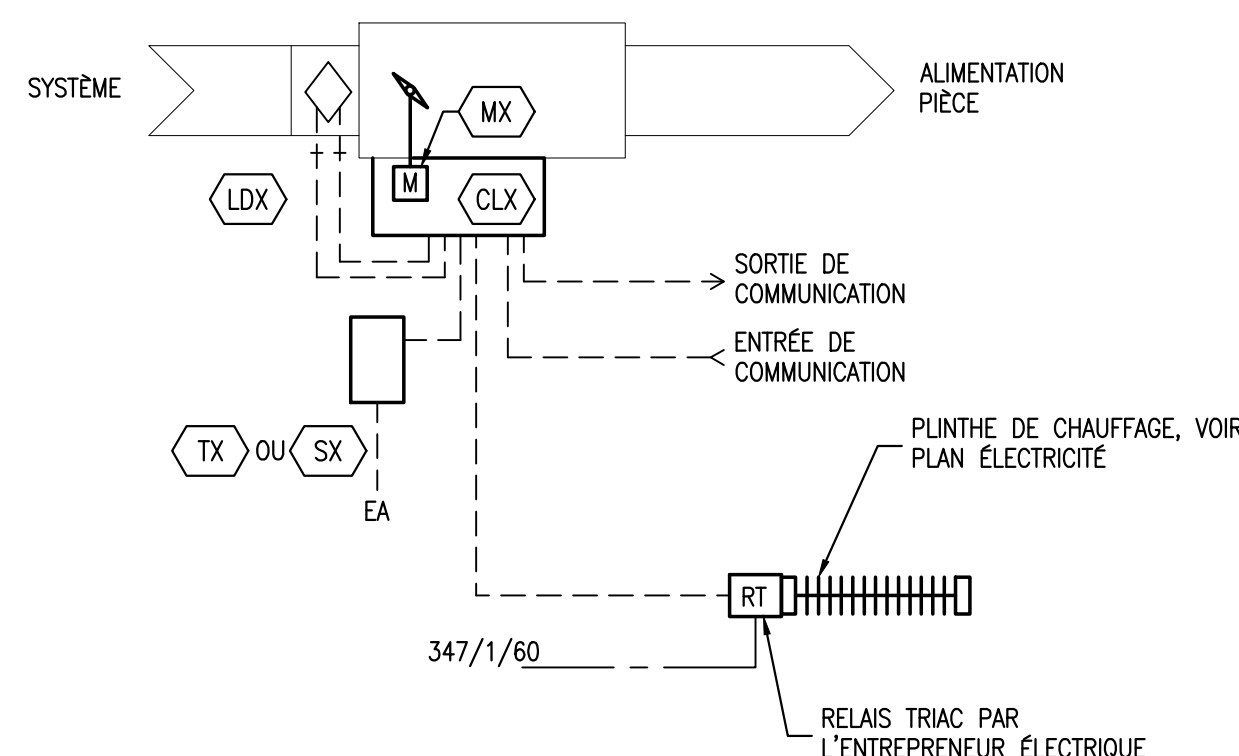 SYSTÈME
ALIMENTATION
PIÈCE
MX
M
LDX
CLX
SORTIE DE
COMMUNICATION
ENTRÉE DE
COMMUNICATION
TX OU SX
EA
PLINTHE DE CHAUFFAGE, VOIR
PLAN ÉLECTRICITÉ
RT
347/1/60
RELAIS TRIAC PAR
L'ENTREPRENEUR ÉLECTRIQUE